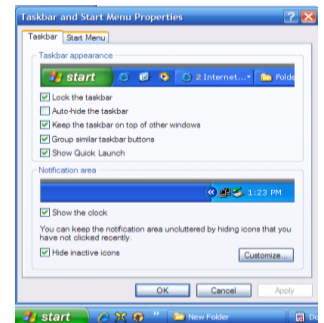 Taskbar and Start Menu Properties
Taskbar
Start Menu
Taskbar appearance
start
2 Internet...
Folde
Lock the taskbar
Auto-hide the taskbar
Keep the taskbar on top of other windows
Group similar taskbar buttons
Show Quick Launch
Notification area
1:23 PM
Show the clock
You can keep the notification area uncluttered by hiding icons that you
have not clicked recently.
Hide inactive icons
Customize...
OK
Cancel
Apply
start
New Folder
Do